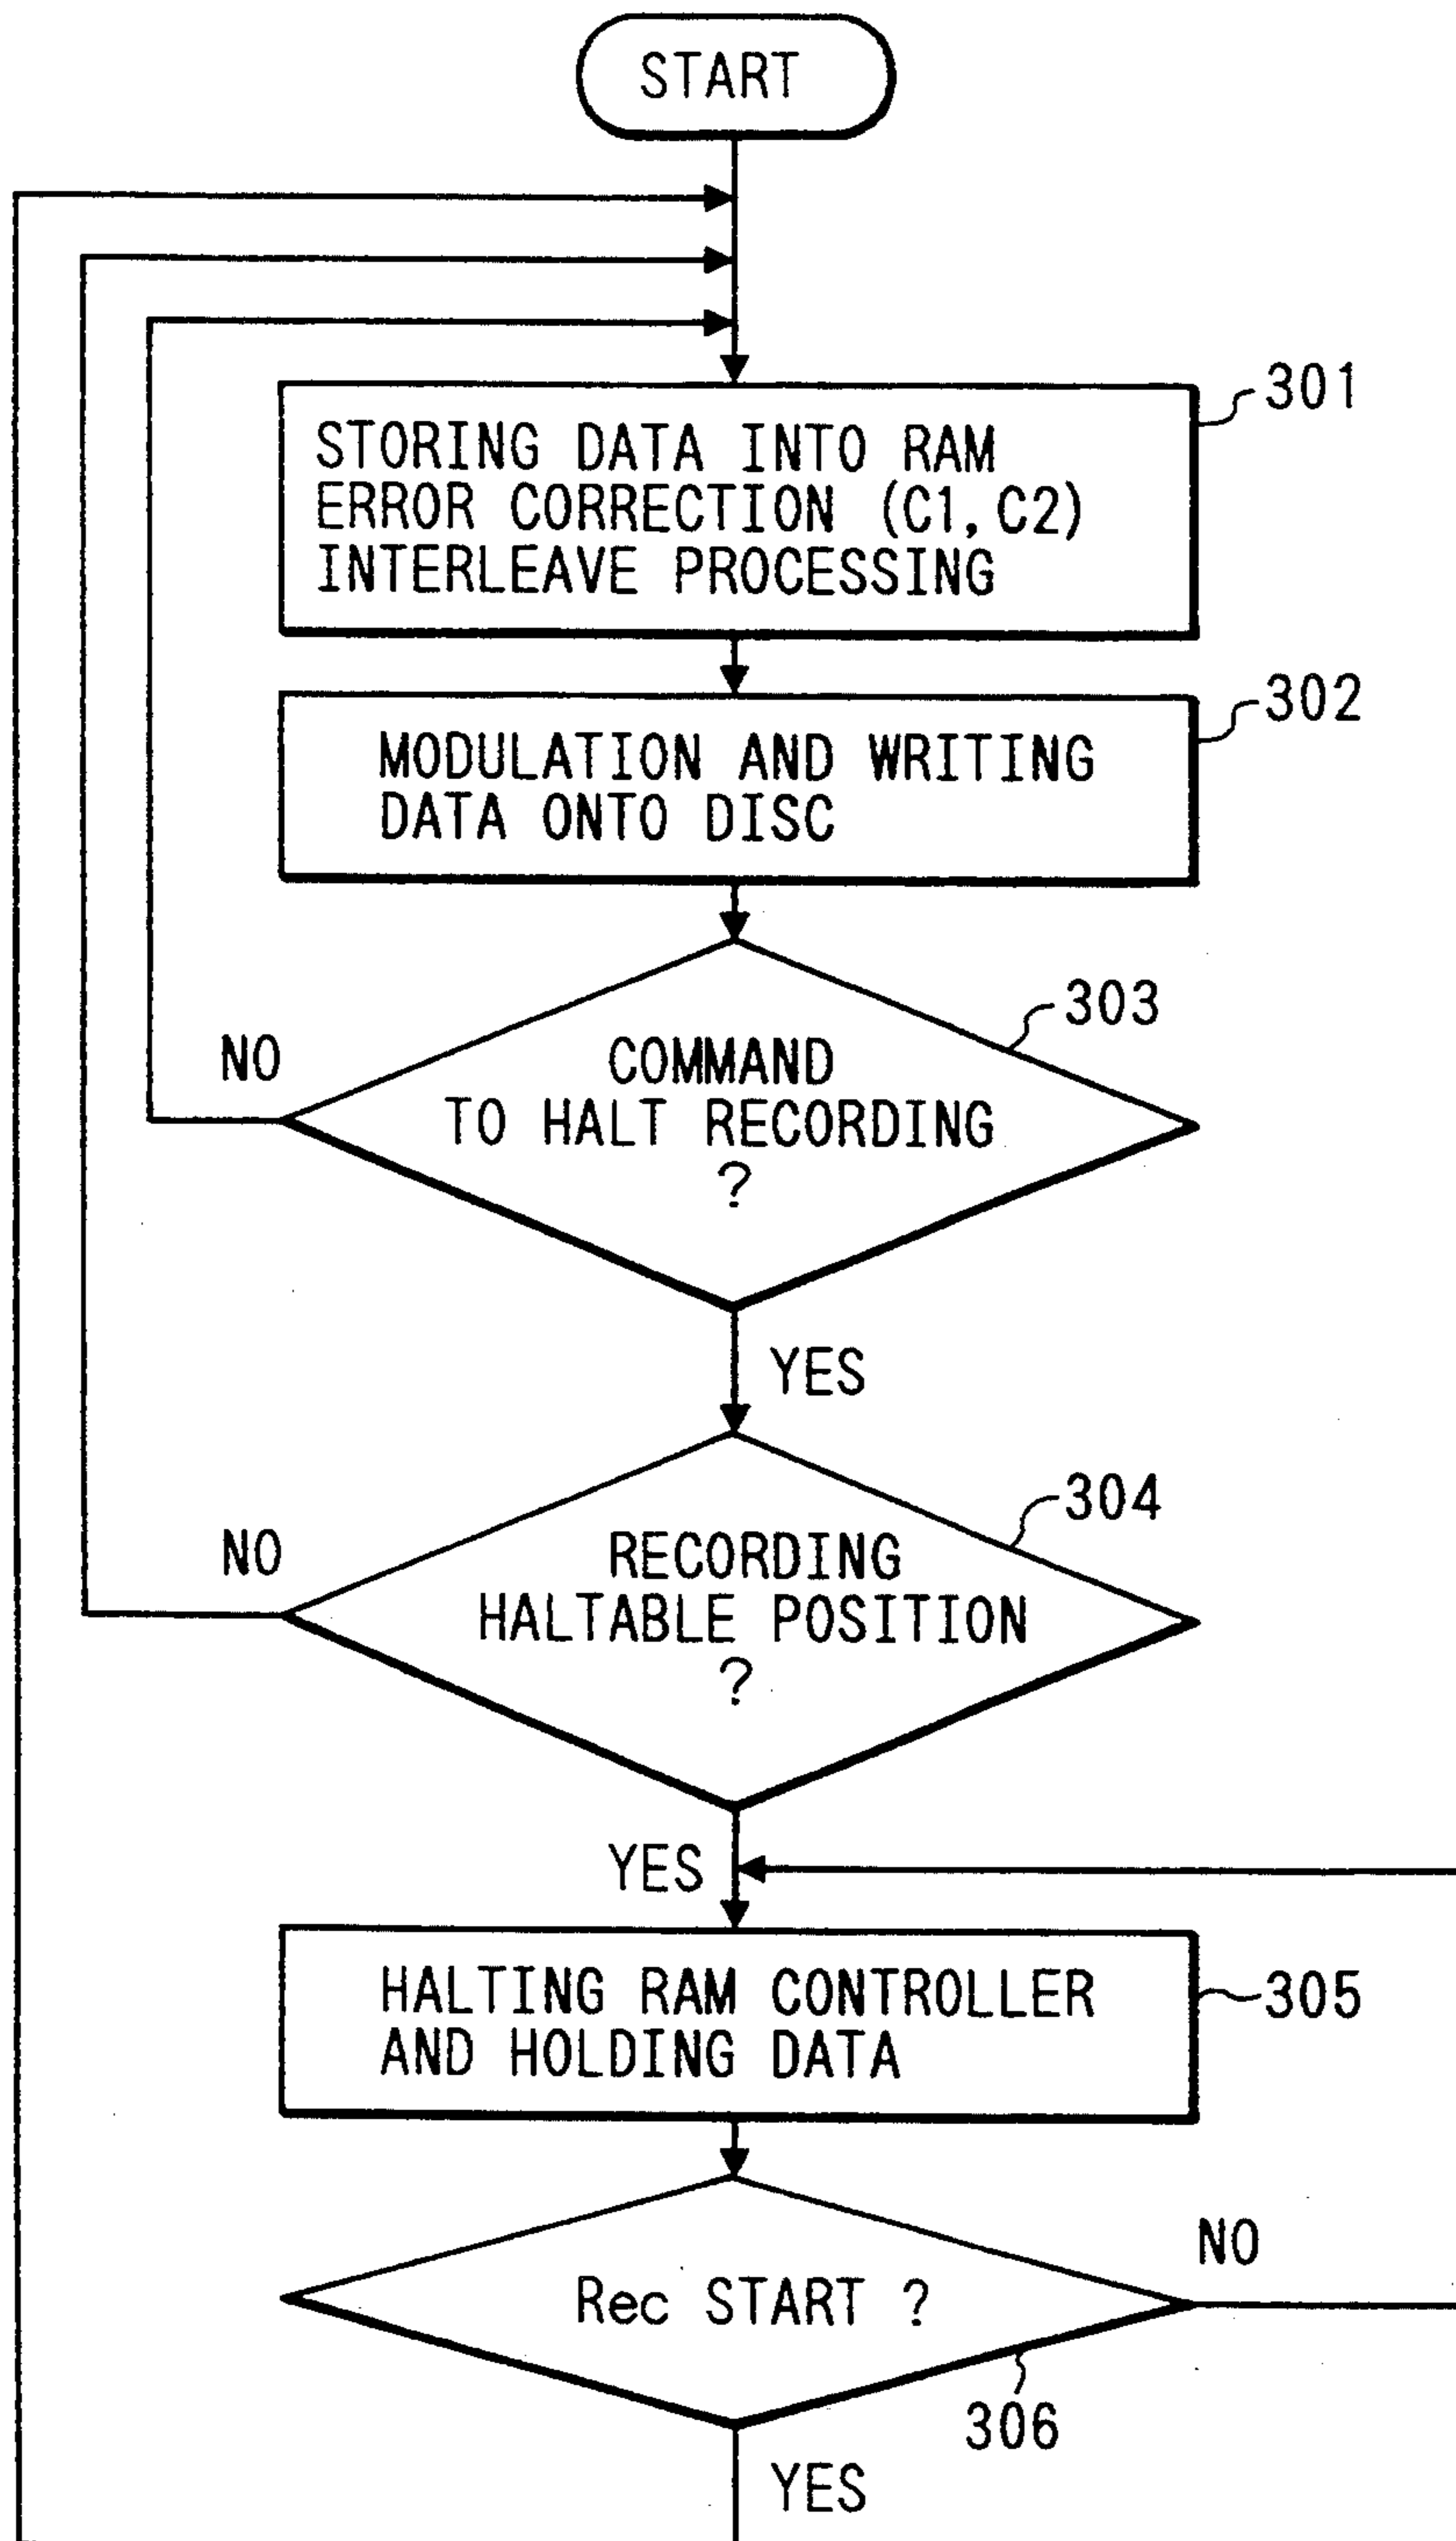 START
301
STORING DATA INTO RAM
ERROR CORRECTION (C1, C2)
INTERLEAVE PROCESSING
302
MODULATION AND WRITING
DATA ONTO DISC
303
NO
COMMAND
TO HALT RECORDING
?
YES
304
NO
RECORDING
HALTABLE POSITION
?
YES
HALTING RAM CONTROLLER
AND HOLDING DATA
305
NO
Rec START ?
306
YES